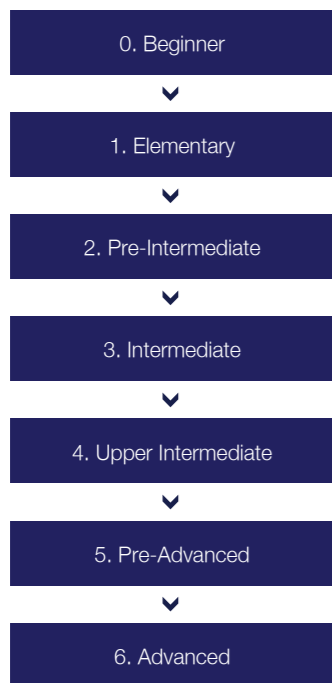 0. Beginner
1. Elementary
2. Pre-Intermediate
3. Intermediate
4. Upper Intermediate
5. Pre-Advanced
6. Advanced